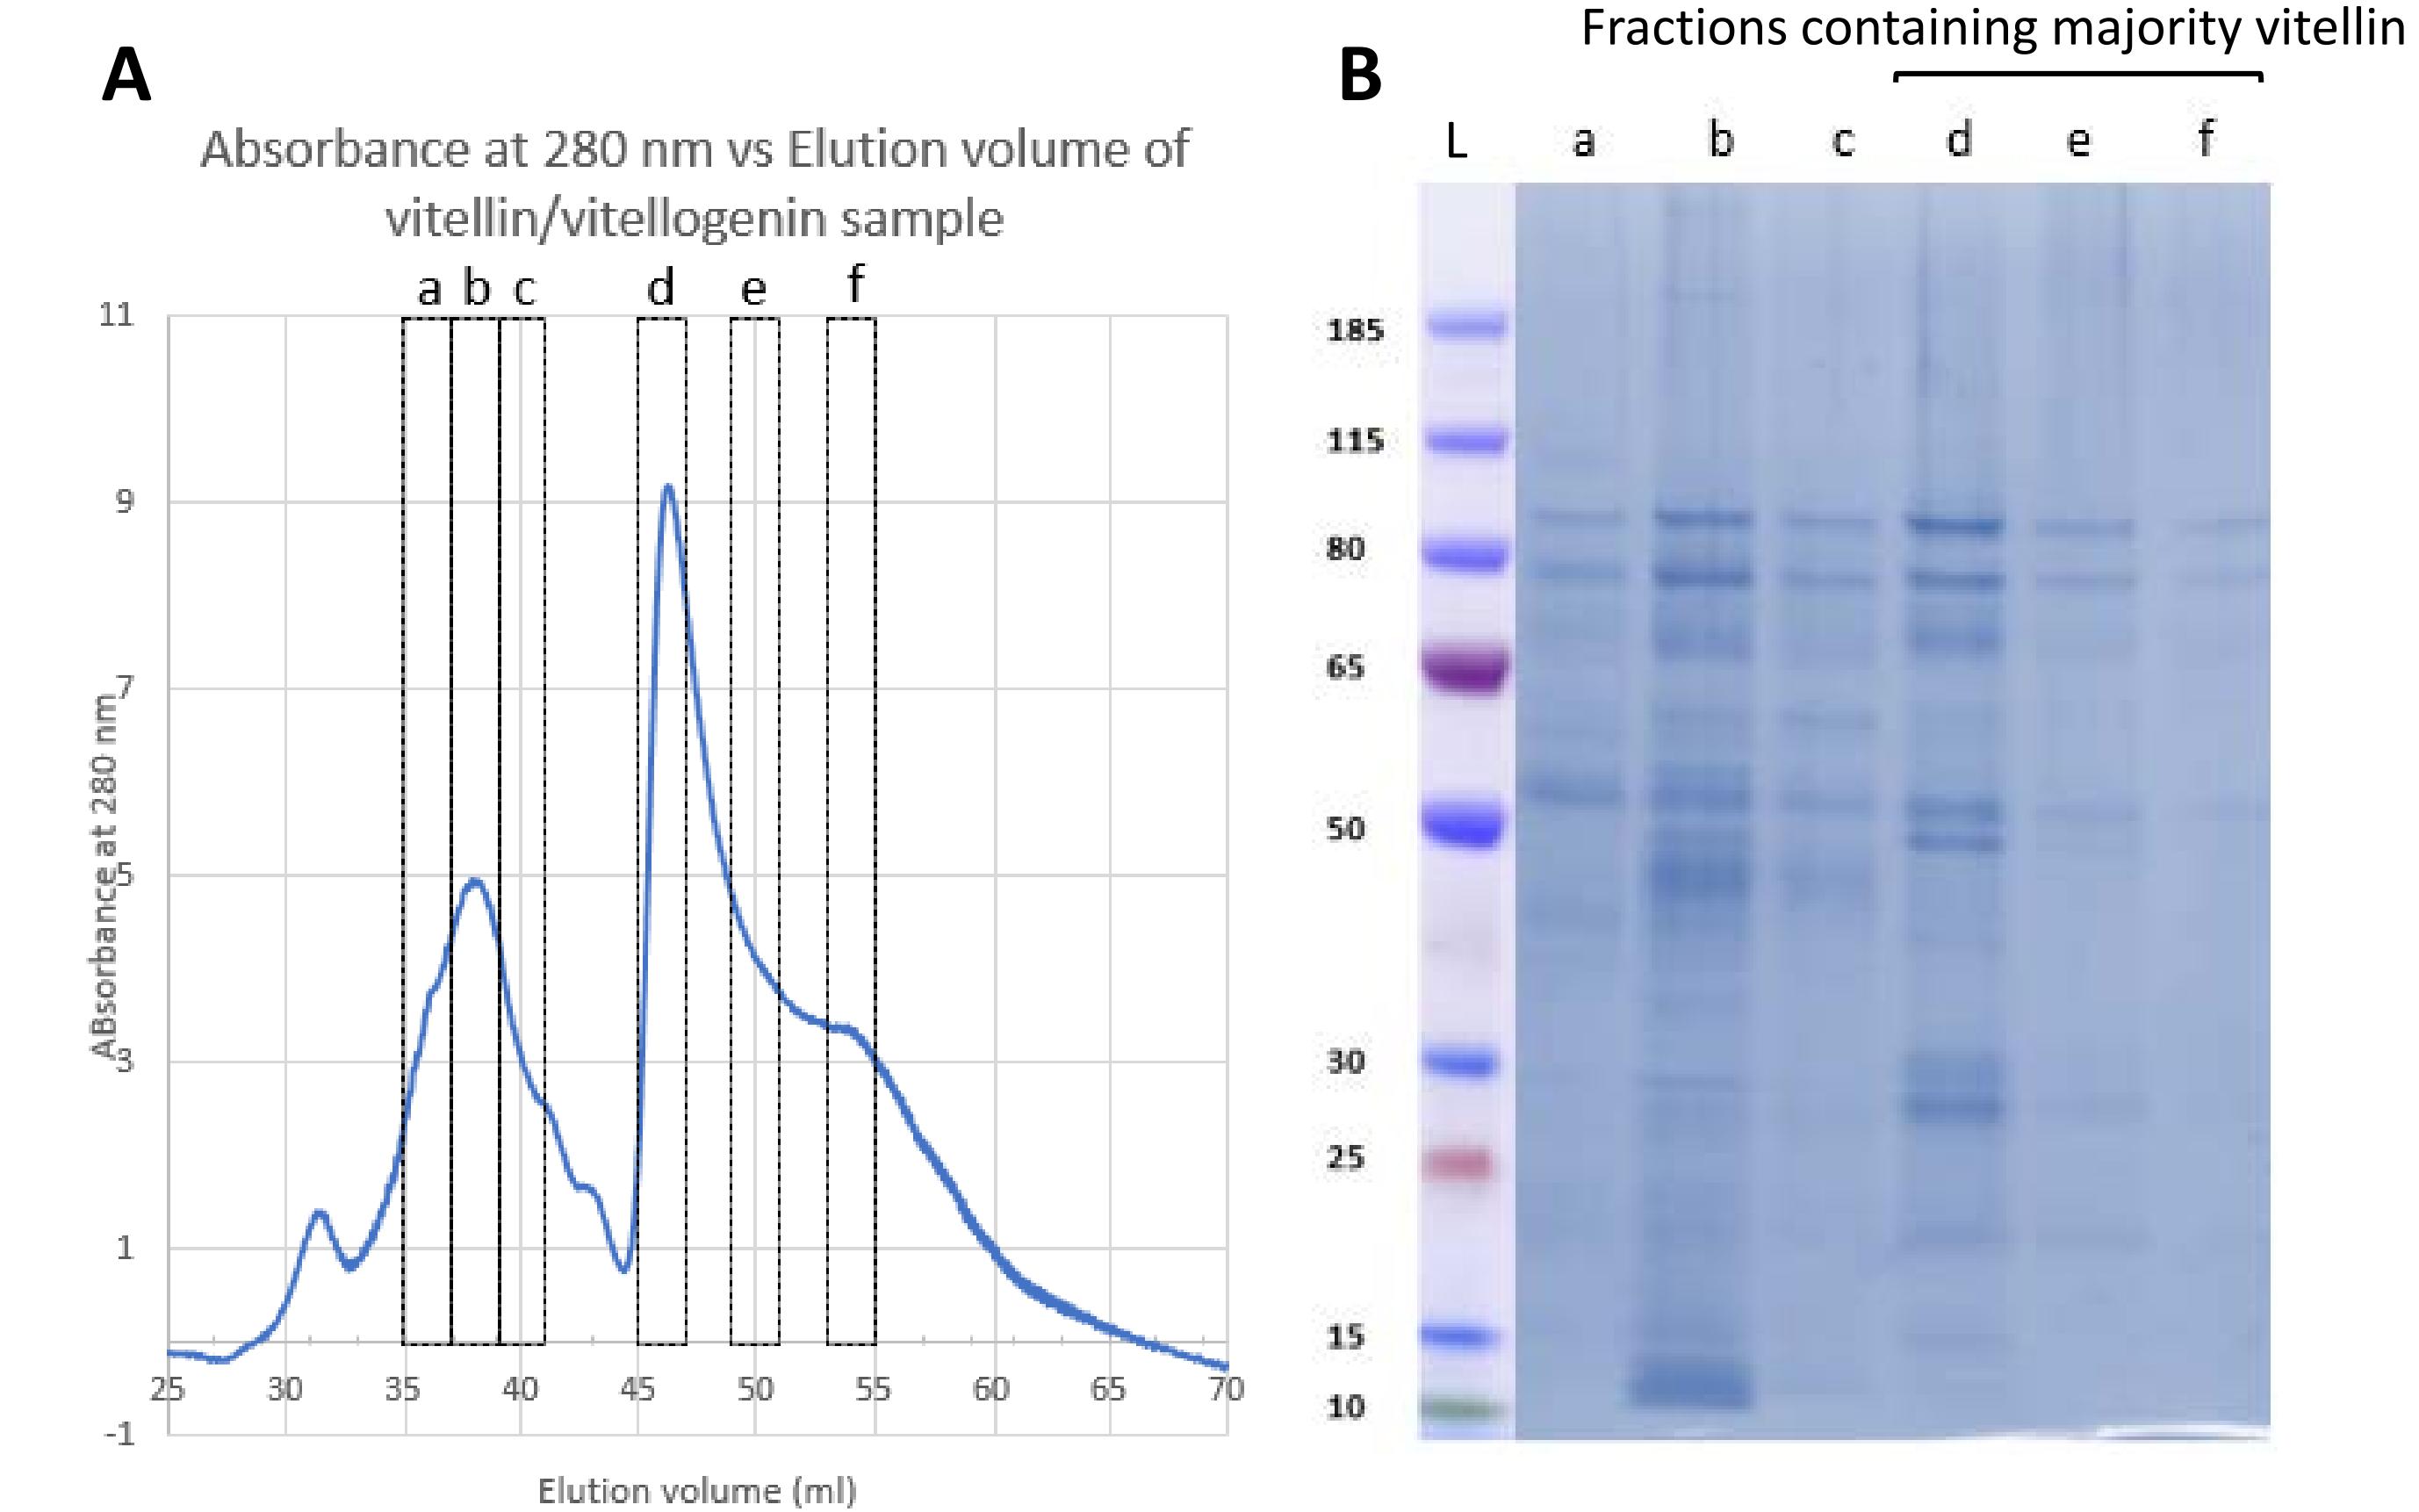 A
Absorbance at 280 nm vs Elution volume of
vitellin/vitellogenin sample
a b c d e f
11
9
7
5
3
1
-1
ABsorbance at 280 nm
25 30 35 40 45 50 55 60 65 70
Elution volume (ml)
Fractions containing majority vitellin
B
L a b c d e f
185
115
80
65
50
30
25
15
10